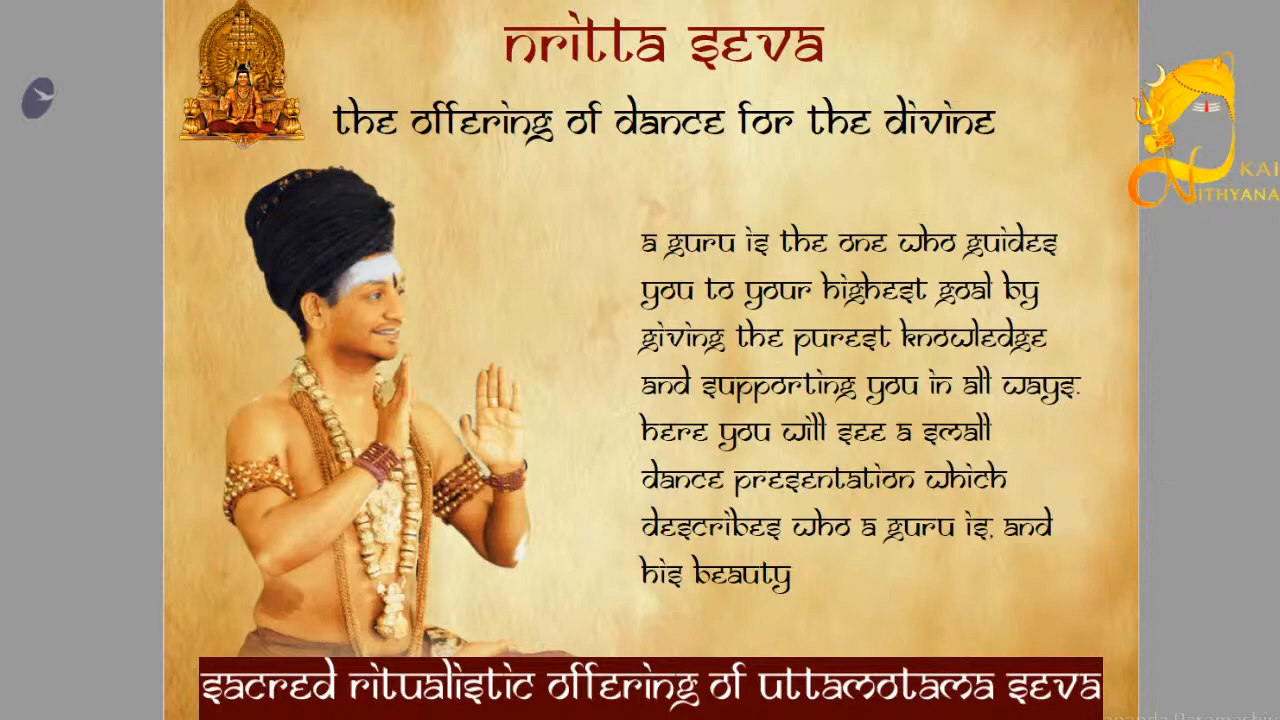 nritta seva
the offering of dance for the divine
KAI
NITHYANA
a guru is the one who guides
you to your highest goal by
giving the purest knowledge
and supporting you in all ways.
here you will see a small
dance presentation which
describes who a guru is, and
his beauty
sacred ritualistic offering of uttamotama seva